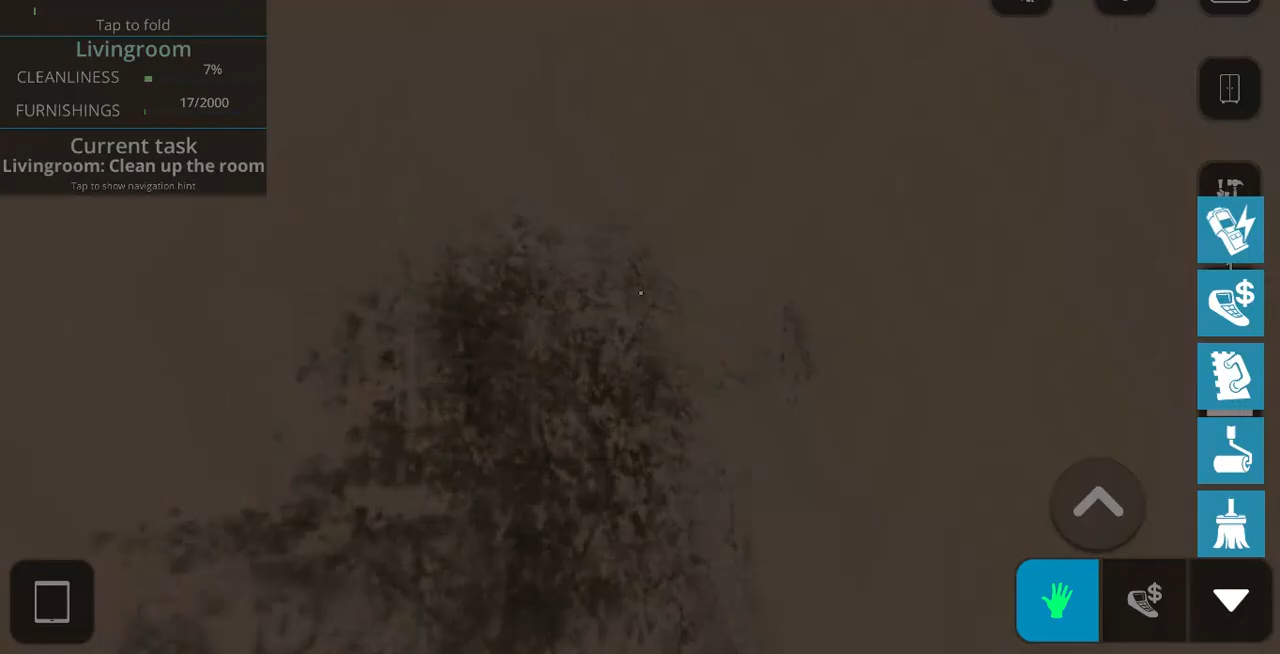 Tap to fold
Livingroom
CLEANLINESS 7%
FURNISHINGS 17/2000
Current task
Livingroom: Clean up the room
Tap to show navigation hint